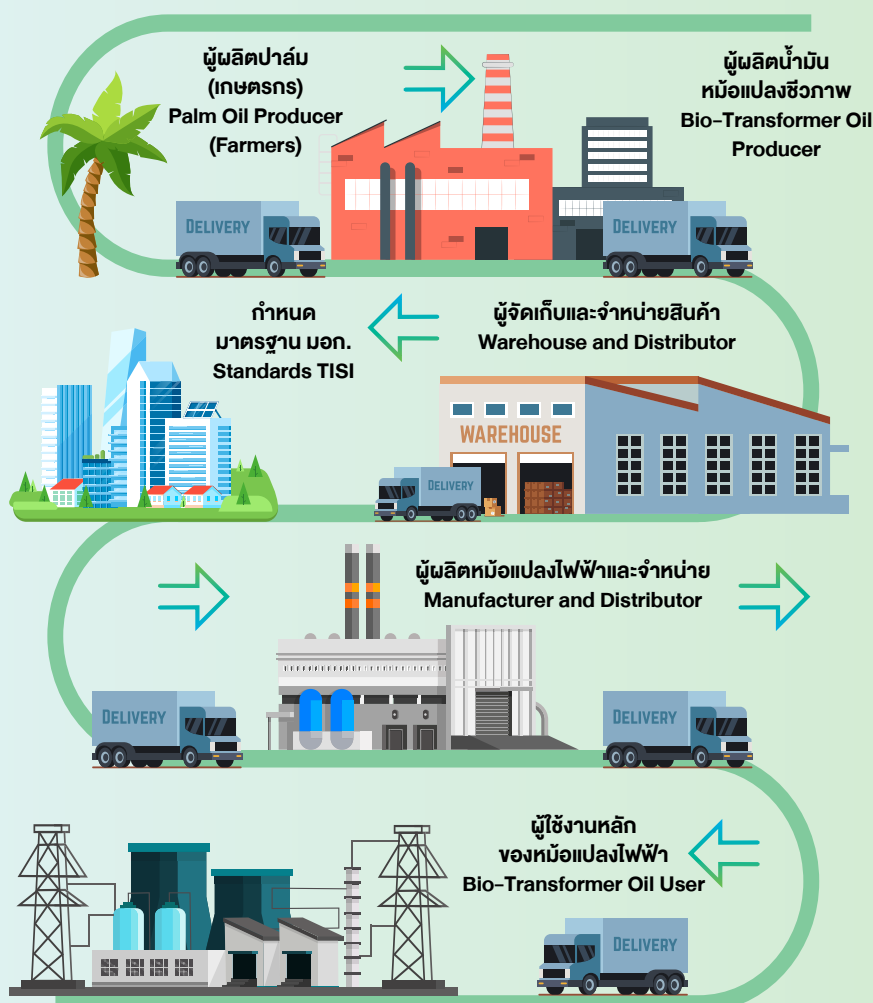 ผู้ผลิตปาล์ม
(เกษตรกร)
Palm Oil Producer
(Farmers)
ผู้ผลิตน้ำมัน
หม้อแปลงชีวภาพ
Bio-Transformer Oil
Producer
DELIVERY
DELIVERY
กำหนด
มาตรฐาน มอก.
Standards TISI
ผู้จัดเก็บและจำหน่ายสินค้า
Warehouse and Distributor
WAREHOUSE
DELIVERY
ผู้ผลิตหม้อแปลงไฟฟ้าและจำหน่าย
Manufacturer and Distributor
DELIVERY
DELIVERY
ผู้ใช้งานหลัก
ของหม้อแปลงไฟฟ้า
Bio-Transformer Oil User
DELIVERY